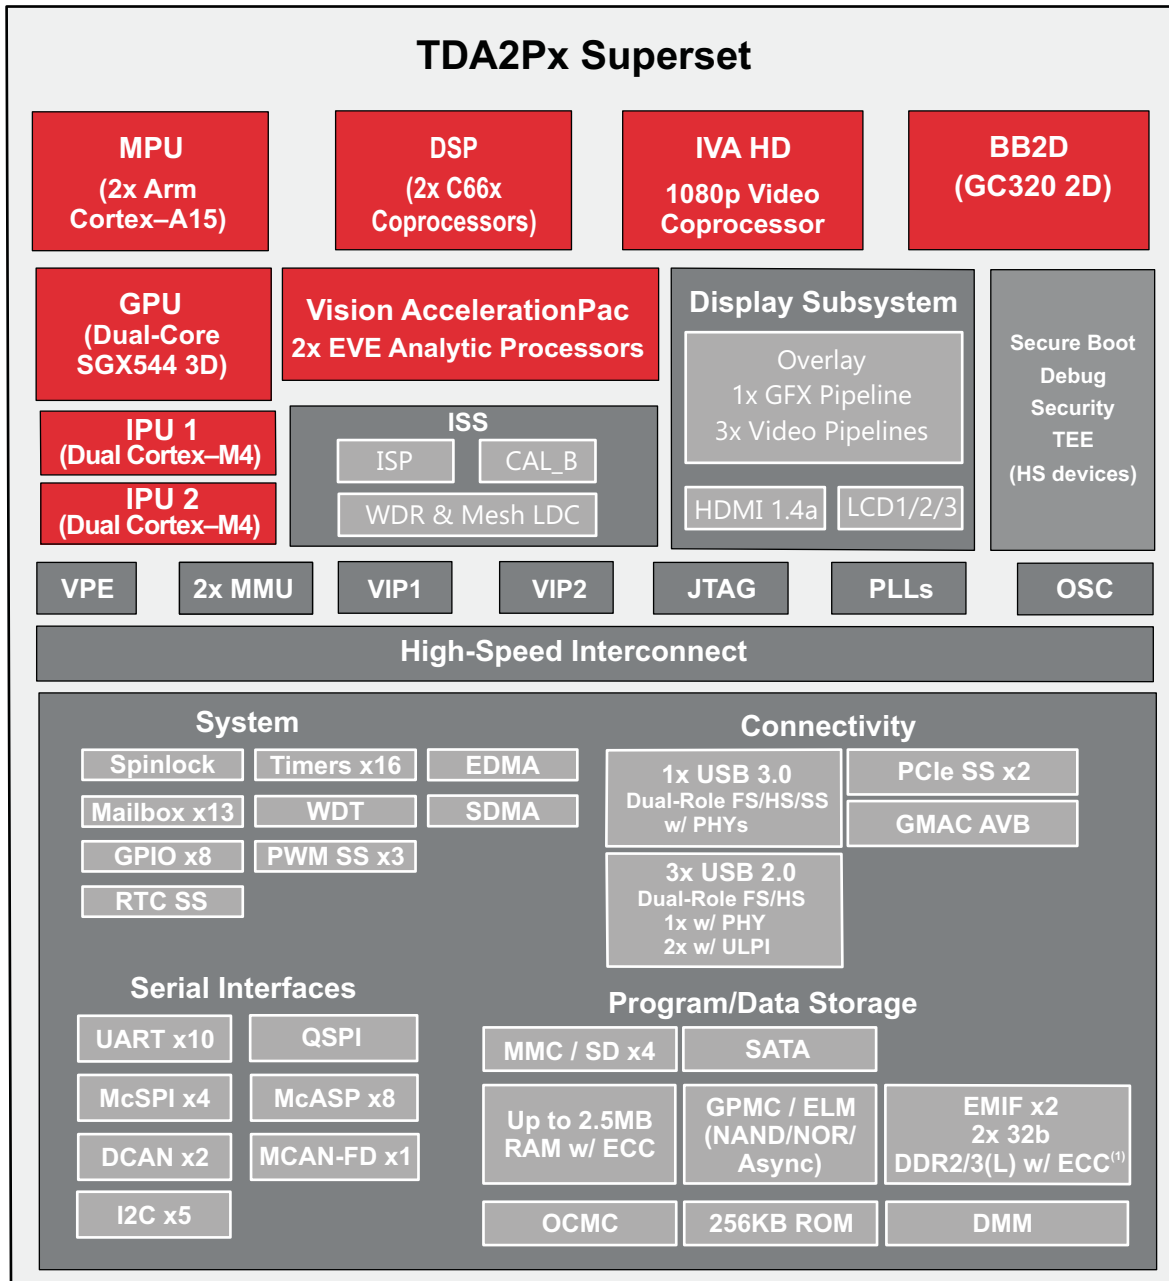 TDA2Px Superset
MPU
(2x Arm
Cortex–A15)
DSP
(2x C66x
Coprocessors)
IVA HD
1080p Video
Coprocessor
BB2D
(GC320 2D)
GPU
(Dual-Core
SGX544 3D)
Vision AccelerationPac
2x EVE Analytic Processors
Display Subsystem
Overlay
1x GFX Pipeline
3x Video Pipelines
HDMI 1.4a
LCD1/2/3
Secure Boot
Debug
Security
TEE
(HS devices)
IPU 1
(Dual Cortex–M4)
IPU 2
(Dual Cortex–M4)
ISS
ISP
CAL_B
WDR & Mesh LDC
VPE
2x MMU
VIP1
VIP2
JTAG
PLLs
OSC
High-Speed Interconnect
System
Spinlock
Timers x16
EDMA
Mailbox x13
WDT
SDMA
GPIO x8
PWM SS x3
RTC SS
Connectivity
1x USB 3.0
Dual-Role FS/HS/SS
w/ PHYs
PCIe SS x2
GMAC AVB
3x USB 2.0
Dual-Role FS/HS
1x w/ PHY
2x w/ ULPI
Serial Interfaces
UART x10
QSPI
McSPI x4
McASP x8
DCAN x2
MCAN-FD x1
I2C x5
Program/Data Storage
MMC / SD x4
SATA
Up to 2.5MB
RAM w/ ECC
GPMC / ELM
(NAND/NOR/
Async)
EMIF x2
2x 32b
DDR2/3(L) w/ ECC(1)
OCMC
256KB ROM
DMM